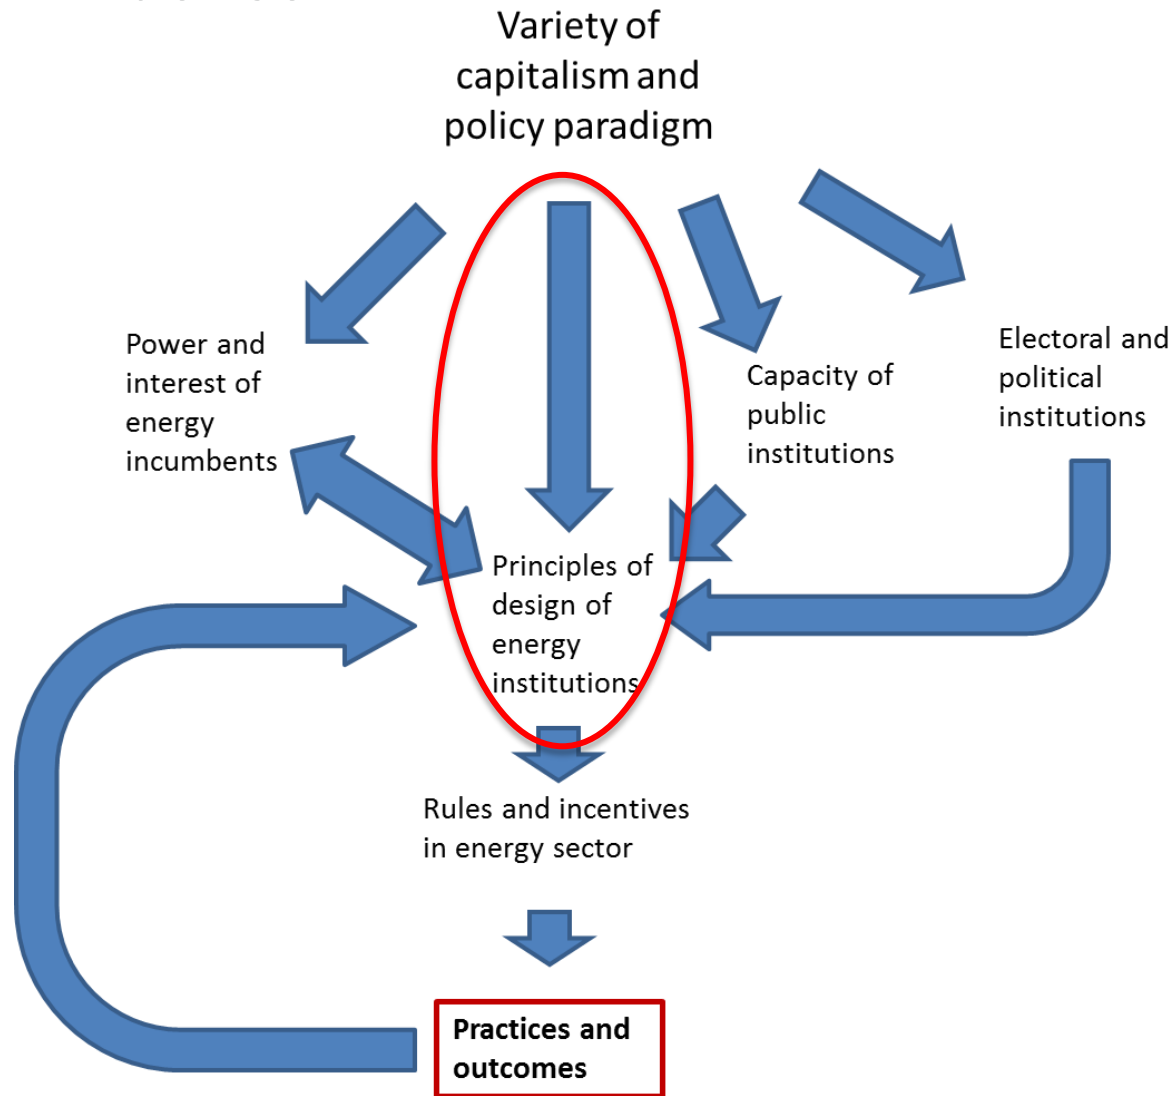 Variety of
capitalism and
policy paradigm
Power and
interest of
energy
incumbents
Capacity of
public
institutions
Electoral and
political
institutions
Principles of
design of
energy
institutions
Rules and incentives
in energy sector
Practices and
outcomes